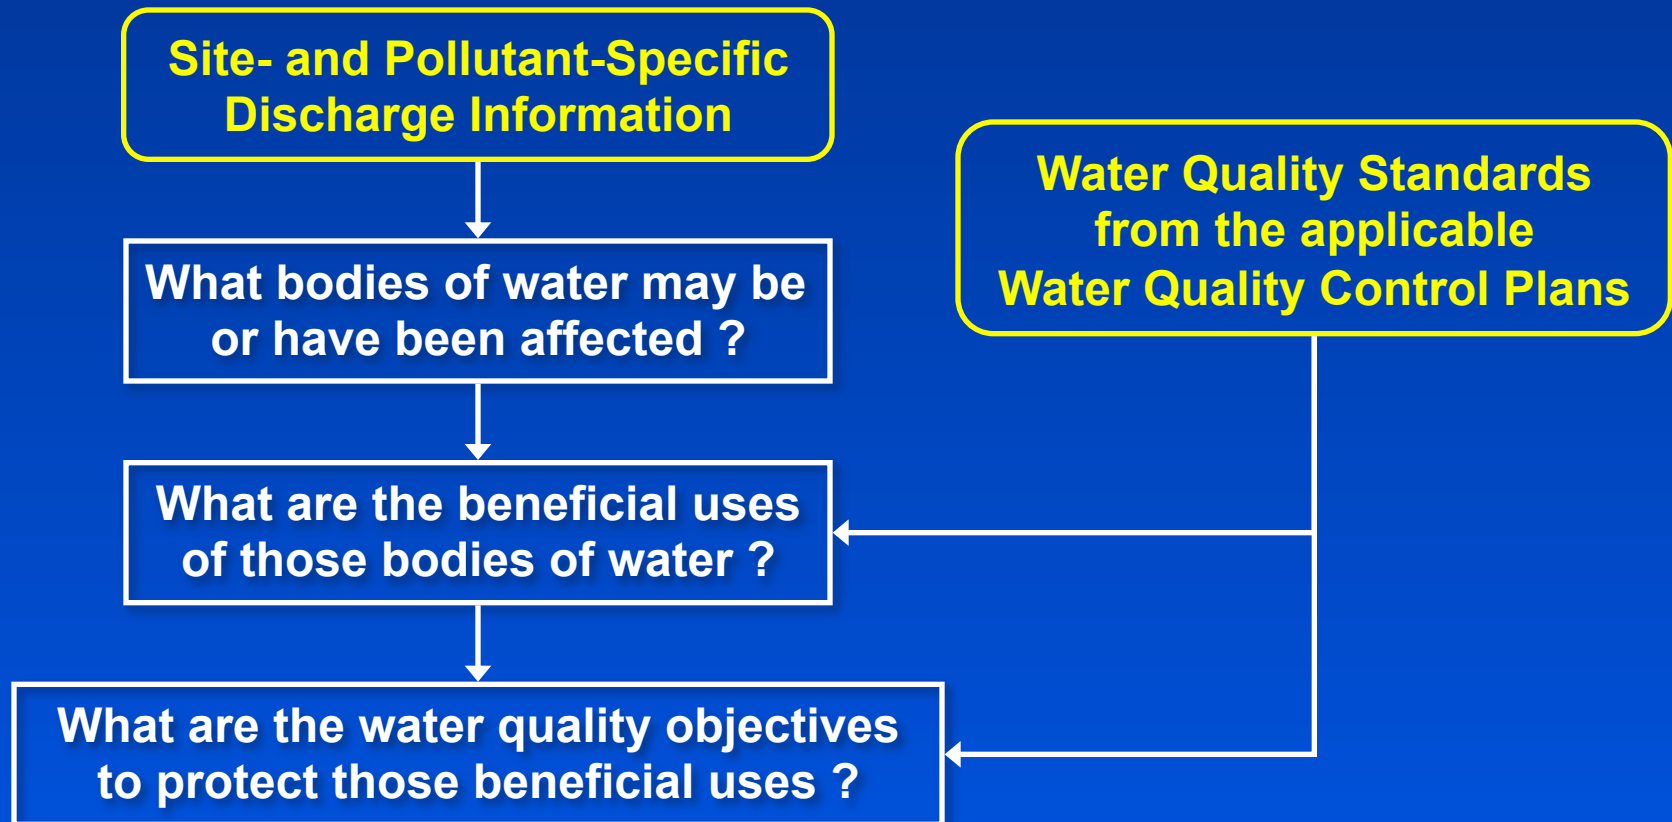 Site- and Pollutant-Specific
Discharge Information
Water Quality Standards
from the applicable
Water Quality Control Plans
What bodies of water may be
or have been affected ?
What are the beneficial uses
of those bodies of water ?
What are the water quality objectives
to protect those beneficial uses ?